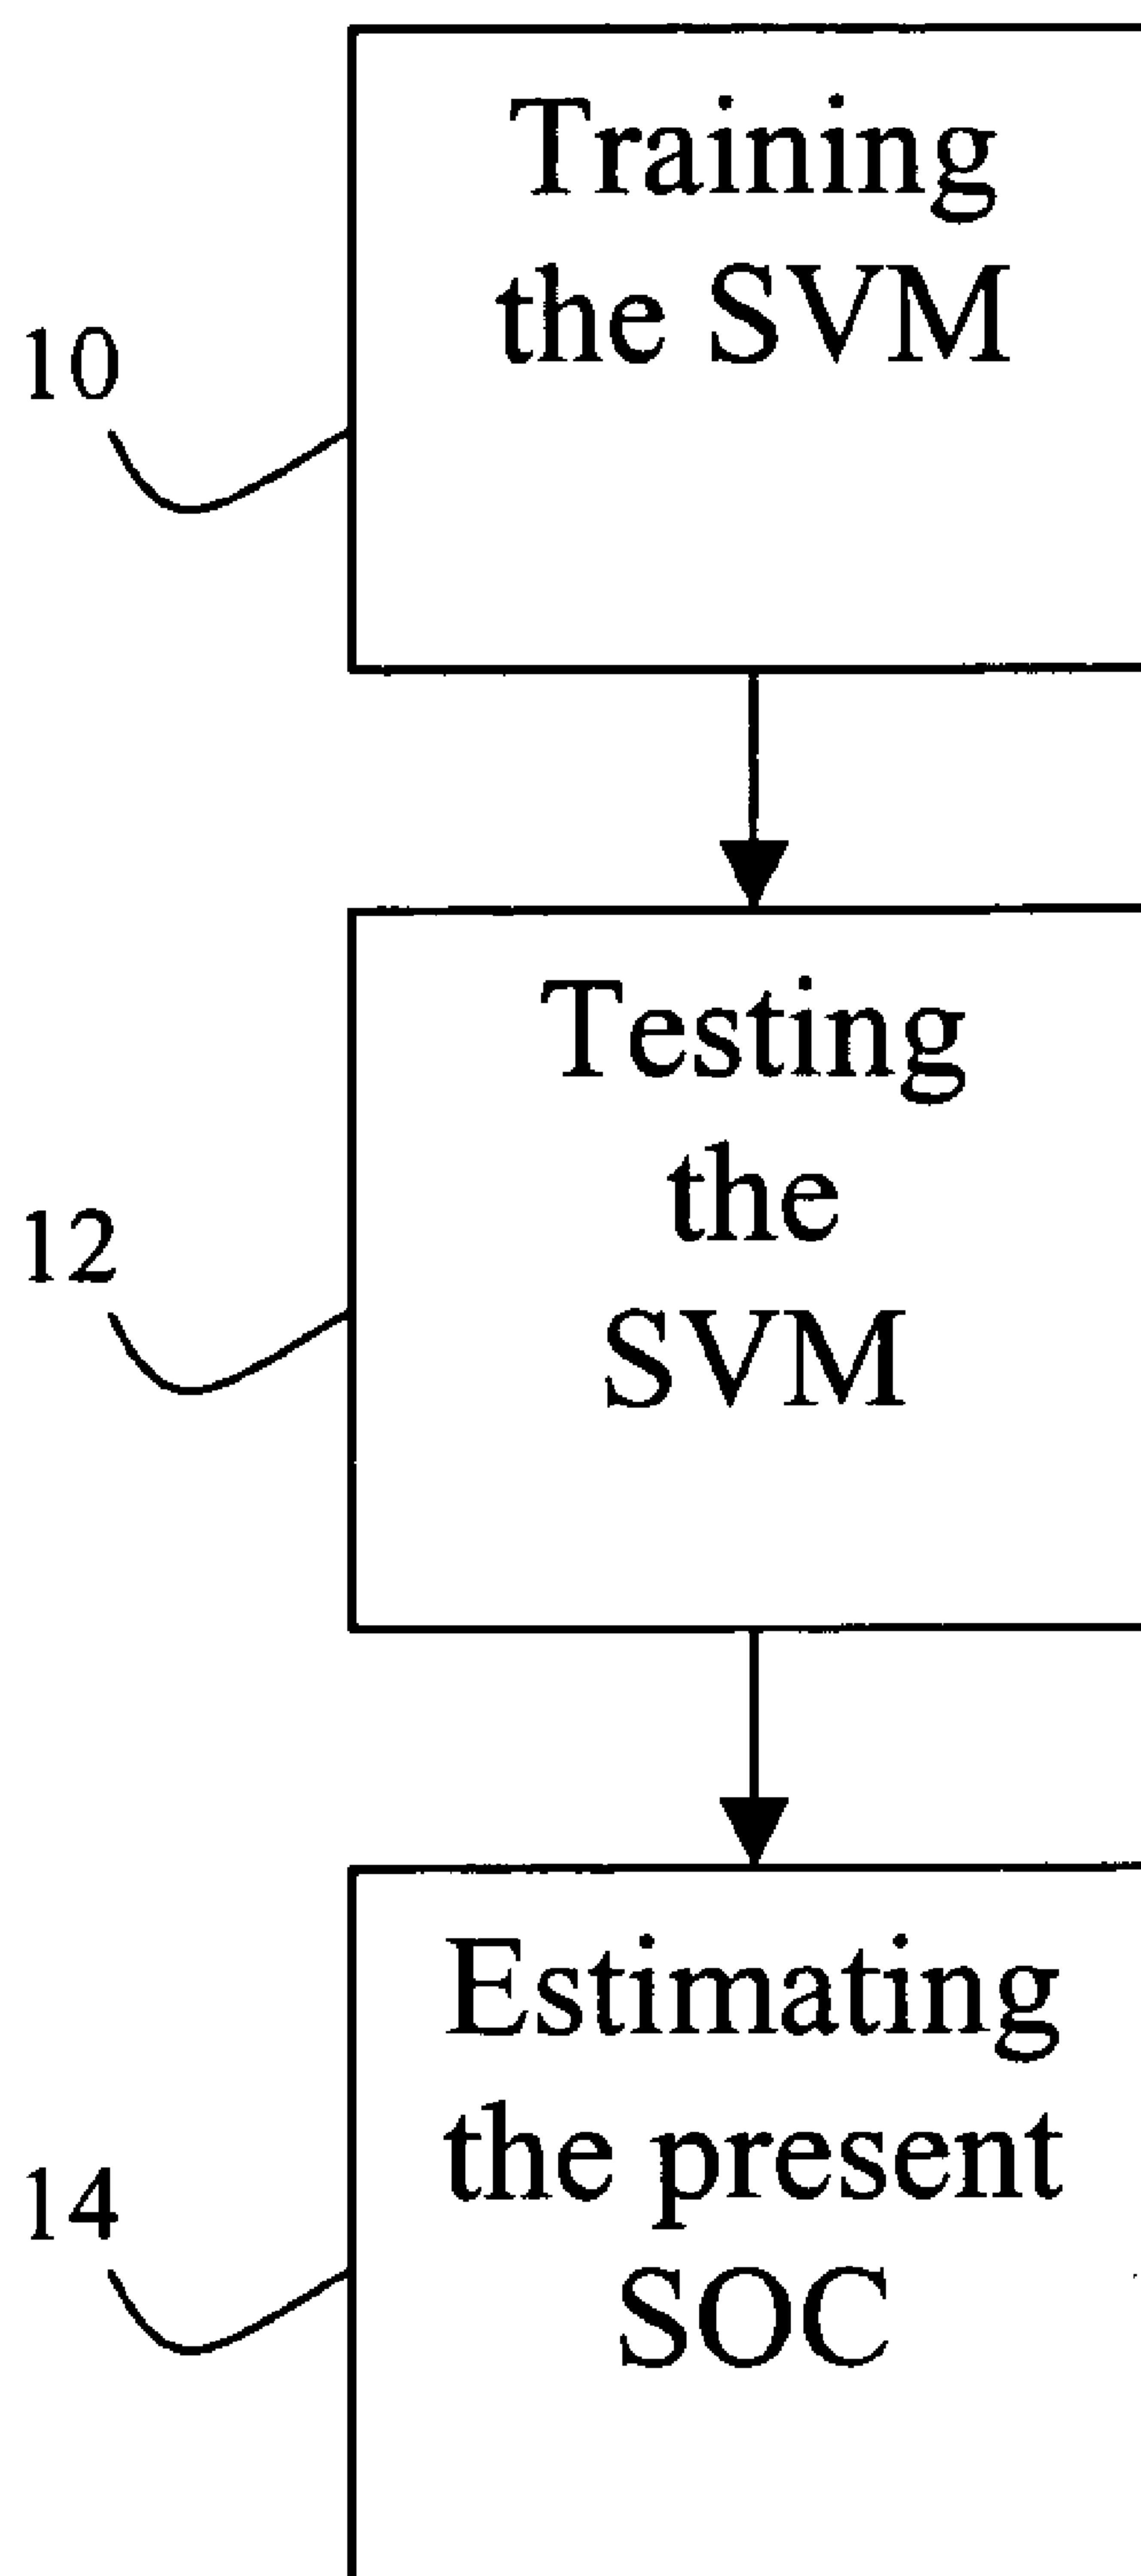 Training
the SVM
10
Testing
the
SVM
12
Estimating
the present
SOC
14